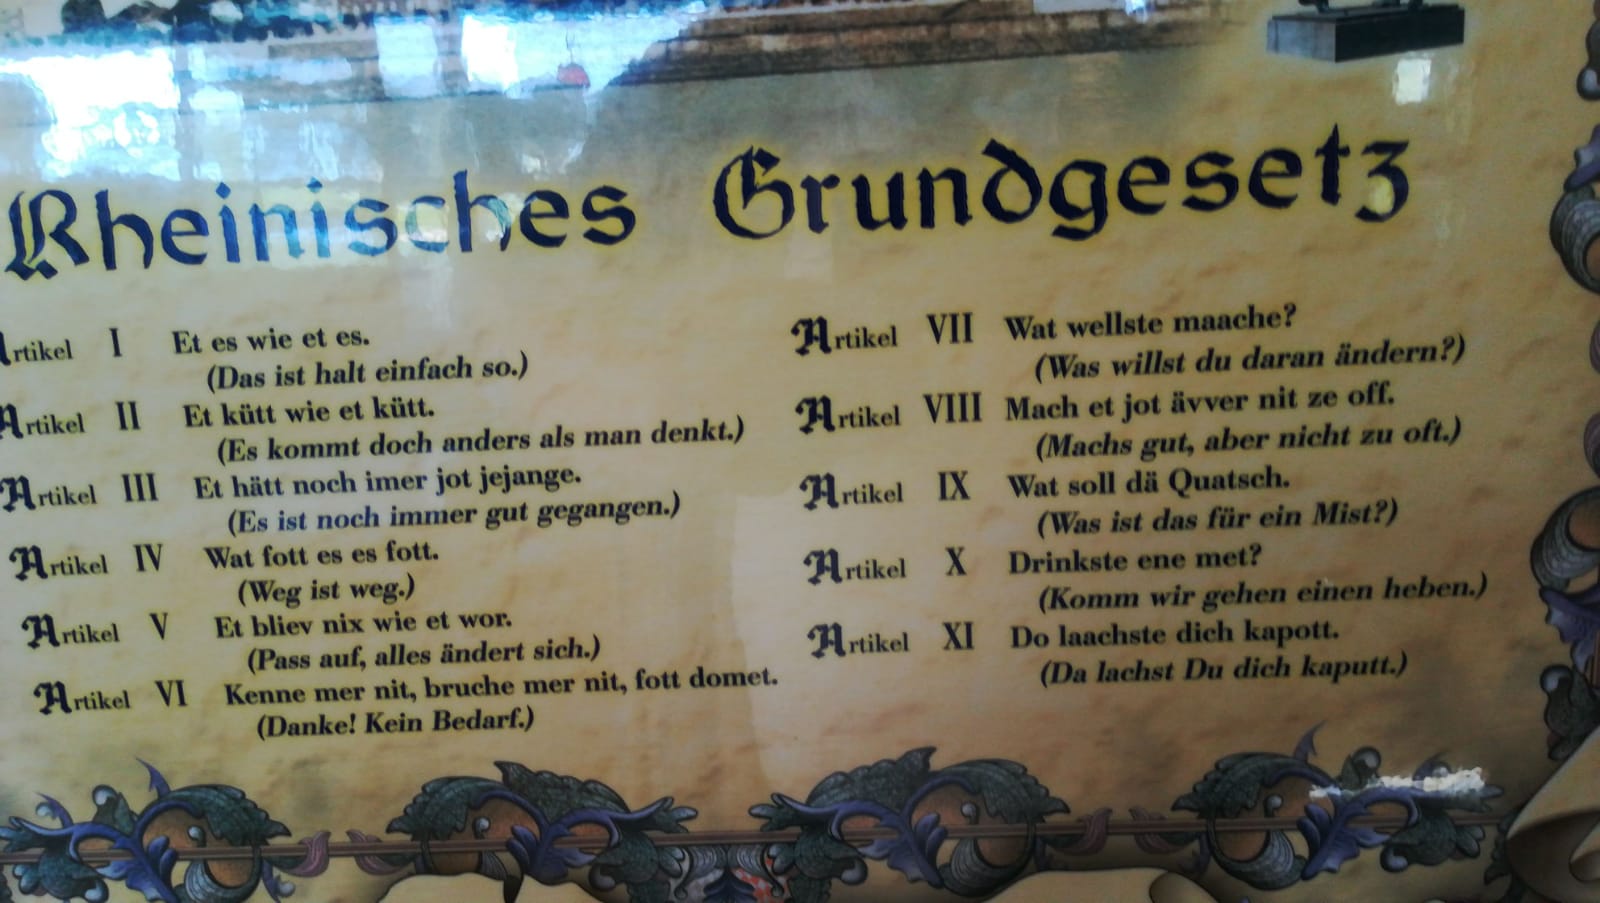 Rheinisches Grundgesetz
Artikel I Et es wie et es.
(Das ist halt einfach so.)
Artikel II Et kütt wie et kütt.
(Es kommt doch anders als man denkt.)
Artikel III Et hätt noch imer jot jejange.
(Es ist noch immer gut gegangen.)
Artikel IV Wat fott es es fott.
(Weg ist weg.)
Artikel V Et bliev nix wie et wor.
(Pass auf, alles ändert sich.)
Artikel VI Kenne mer nit, bruche mer nit, fott domet.
(Danke! Kein Bedarf.)
Artikel VII Wat wellste maache?
(Was willst du daran ändern?)
Artikel VIII Mach et jot ävver nit ze off.
(Machs gut, aber nicht zu oft.)
Artikel IX Wat soll dä Quatsch.
(Was ist das für ein Mist?)
Artikel X Drinkste ene met?
(Komm wir gehen einen heben.)
Artikel XI Do laachste dich kapott.
(Da lachst Du dich kaputt.)